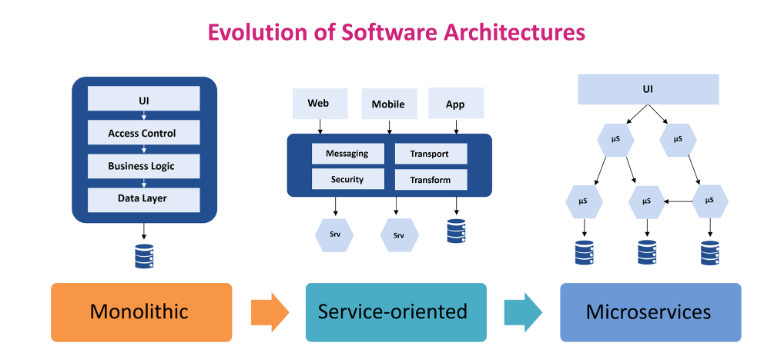 Evolution of Software Architectures
UI
Access Control
Business Logic
Data Layer
Web
Mobile
App
Messaging
Transport
Security
Transform
Srv
Srv
UI
µS
µS
µS
µS
µS
Monolithic
Service-oriented
Microservices